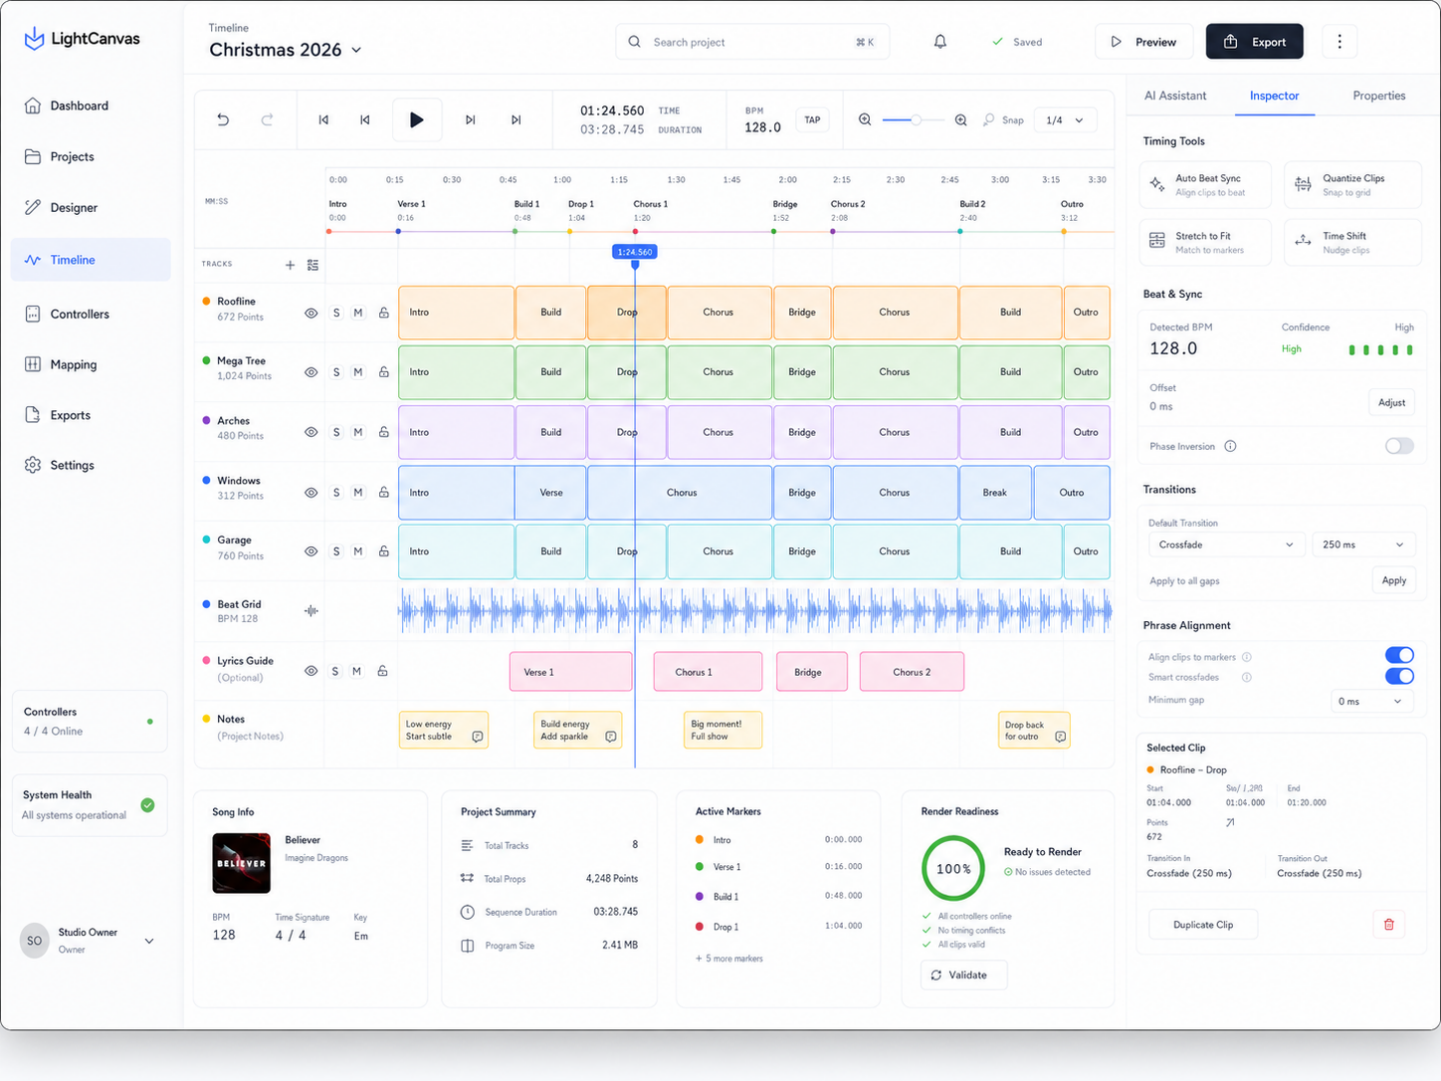 LightCanvas
Dashboard
Projects
Designer
Timeline
Controllers
Mapping
Exports
Settings
Controllers
4 / 4 Online
System Health
All systems operational
SO
Studio Owner
Owner
Timeline
Christmas 2026
Search project
⌘ K
Saved
Preview
Export
01:24.560 TIME
03:28.745 DURATION
BPM
128.0
TAP
Snap
1/4
MM:SS
0:00 0:15 0:30 0:45 1:00 1:15 1:30 1:45 2:00 2:15 2:30 2:45 3:00 3:15 3:30
Intro Verse 1 Build 1 Drop 1 Chorus 1 Bridge Chorus 2 Build 2 Outro
0:00 0:16 0:48 1:04 1:20 1:52 2:08 2:40 3:12
1:24.560
TRACKS
Roofline
672 Points
S M
Intro Build Drop Chorus Bridge Chorus Build Outro
Mega Tree
1,024 Points
S M
Intro Build Drop Chorus Bridge Chorus Build Outro
Arches
480 Points
S M
Intro Build Drop Chorus Bridge Chorus Build Outro
Windows
312 Points
S M
Intro Verse Chorus Bridge Chorus Break Outro
Garage
760 Points
S M
Intro Build Drop Chorus Bridge Chorus Build Outro
Beat Grid
BPM 128
Lyrics Guide
(Optional)
S M
Verse 1 Chorus 1 Bridge Chorus 2
Notes
(Project Notes)
Low energy
Start subtle
Build energy
Add sparkle
Big moment!
Full show
Drop back
for outro
Song Info
BELIEVER
Believer
Imagine Dragons
BPM
128
Time Signature
4 / 4
Key
Em
Project Summary
Total Tracks 8
Total Props 4,248 Points
Sequence Duration 03:28.745
Program Size 2.41 MB
Active Markers
Intro 0:00.000
Verse 1 0:16.000
Build 1 0:48.000
Drop 1 1:04.000
+ 5 more markers
Render Readiness
100%
Ready to Render
No issues detected
All controllers online
No timing conflicts
All clips valid
Validate
AI Assistant
Inspector
Properties
Timing Tools
Auto Beat Sync
Align clips to beat
Quantize Clips
Snap to grid
Stretch to Fit
Match to markers
Time Shift
Nudge clips
Beat & Sync
Detected BPM
128.0
Confidence High
High
Offset
0 ms
Adjust
Phase Inversion
Transitions
Default Transition
Crossfade
250 ms
Apply to all gaps
Apply
Phrase Alignment
Align clips to markers
Smart crossfades
Minimum gap
0 ms
Selected Clip
Roofline – Drop
Start
01:04.000
01:04.000
End
01:20.000
Points
672
Transition In
Crossfade (250 ms)
Transition Out
Crossfade (250 ms)
Duplicate Clip